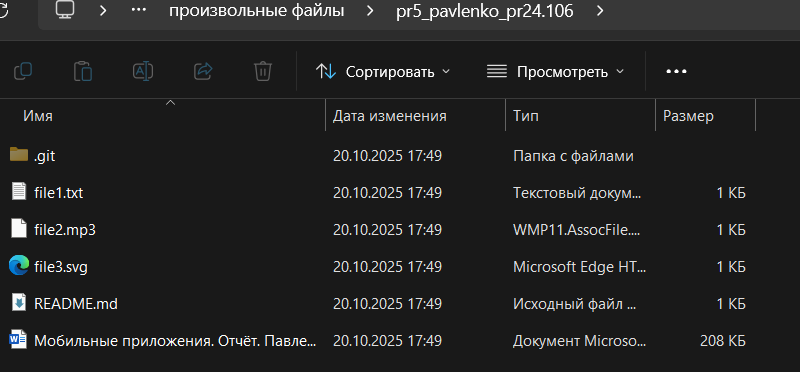 произвольные файлы > pr5_pavlenko_pr24.106 >
Сортировать Просмотреть
Имя Дата изменения Тип Размер
.git 20.10.2025 17:49 Папка с файлами
file1.txt 20.10.2025 17:49 Текстовый докум... 1 КБ
file2.mp3 20.10.2025 17:49 WMP11.AssocFile.... 1 КБ
file3.svg 20.10.2025 17:49 Microsoft Edge HT... 1 КБ
README.md 20.10.2025 17:49 Исходный файл ... 1 КБ
Мобильные приложения. Отчёт. Павле... 20.10.2025 17:49 Документ Microso... 208 КБ